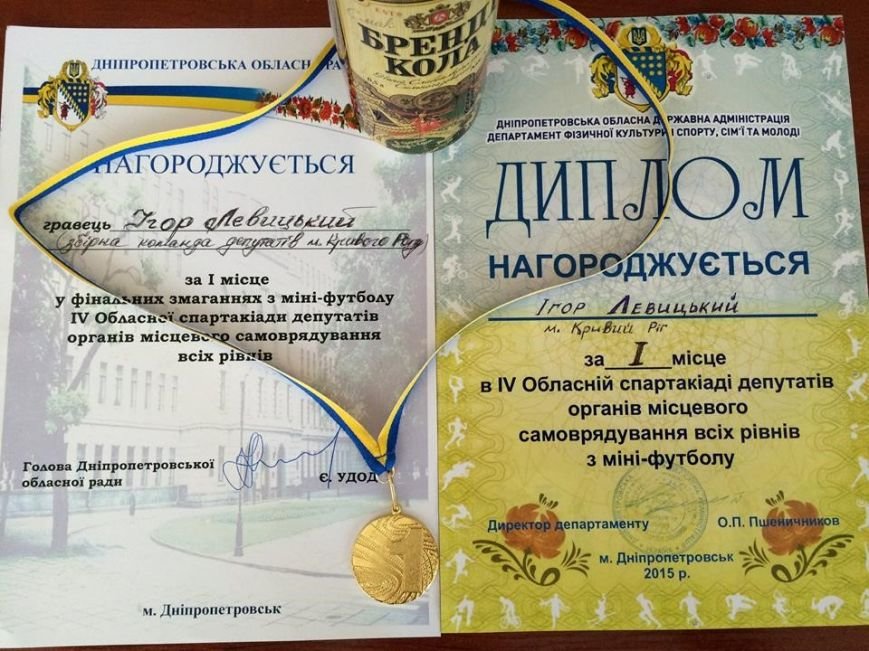 ДНІПРОПЕТРОВСЬКА ОБЛАСН РАДА
НАГОРОДЖУЄТЬСЯ
гравець Ігор Левицький
(збірна команда депутатів м. Кривого Рогу)
за І місце
у фінальних змаганнях з міні-футболу
IV Обласної спартакіади депутатів
органів місцевого самоврядування
всіх рівнів
Голова Дніпропетровської
обласної ради
Є. УДОД
м. Дніпропетровськ
БРЕНДІ
КОЛА
1
ДНІПРОПЕТРОВСЬКА ОБЛАСНА ДЕРЖАВНА АДМІНІСТРАЦІЯ
ДЕПАРТАМЕНТ ФІЗИЧНОЇ КУЛЬТУРИ І СПОРТУ, СІМ'Ї ТА МОЛОДІ
ДИПЛОМ
НАГОРОДЖУЄТЬСЯ
Ігор Левицький
м. Кривий Ріг
за І місце
в IV Обласній спартакіаді депутатів
органів місцевого
самоврядування всіх рівнів
з міні-футболу
Директор департаменту О.П. Пшеничников
м. Дніпропетровськ
2015 р.